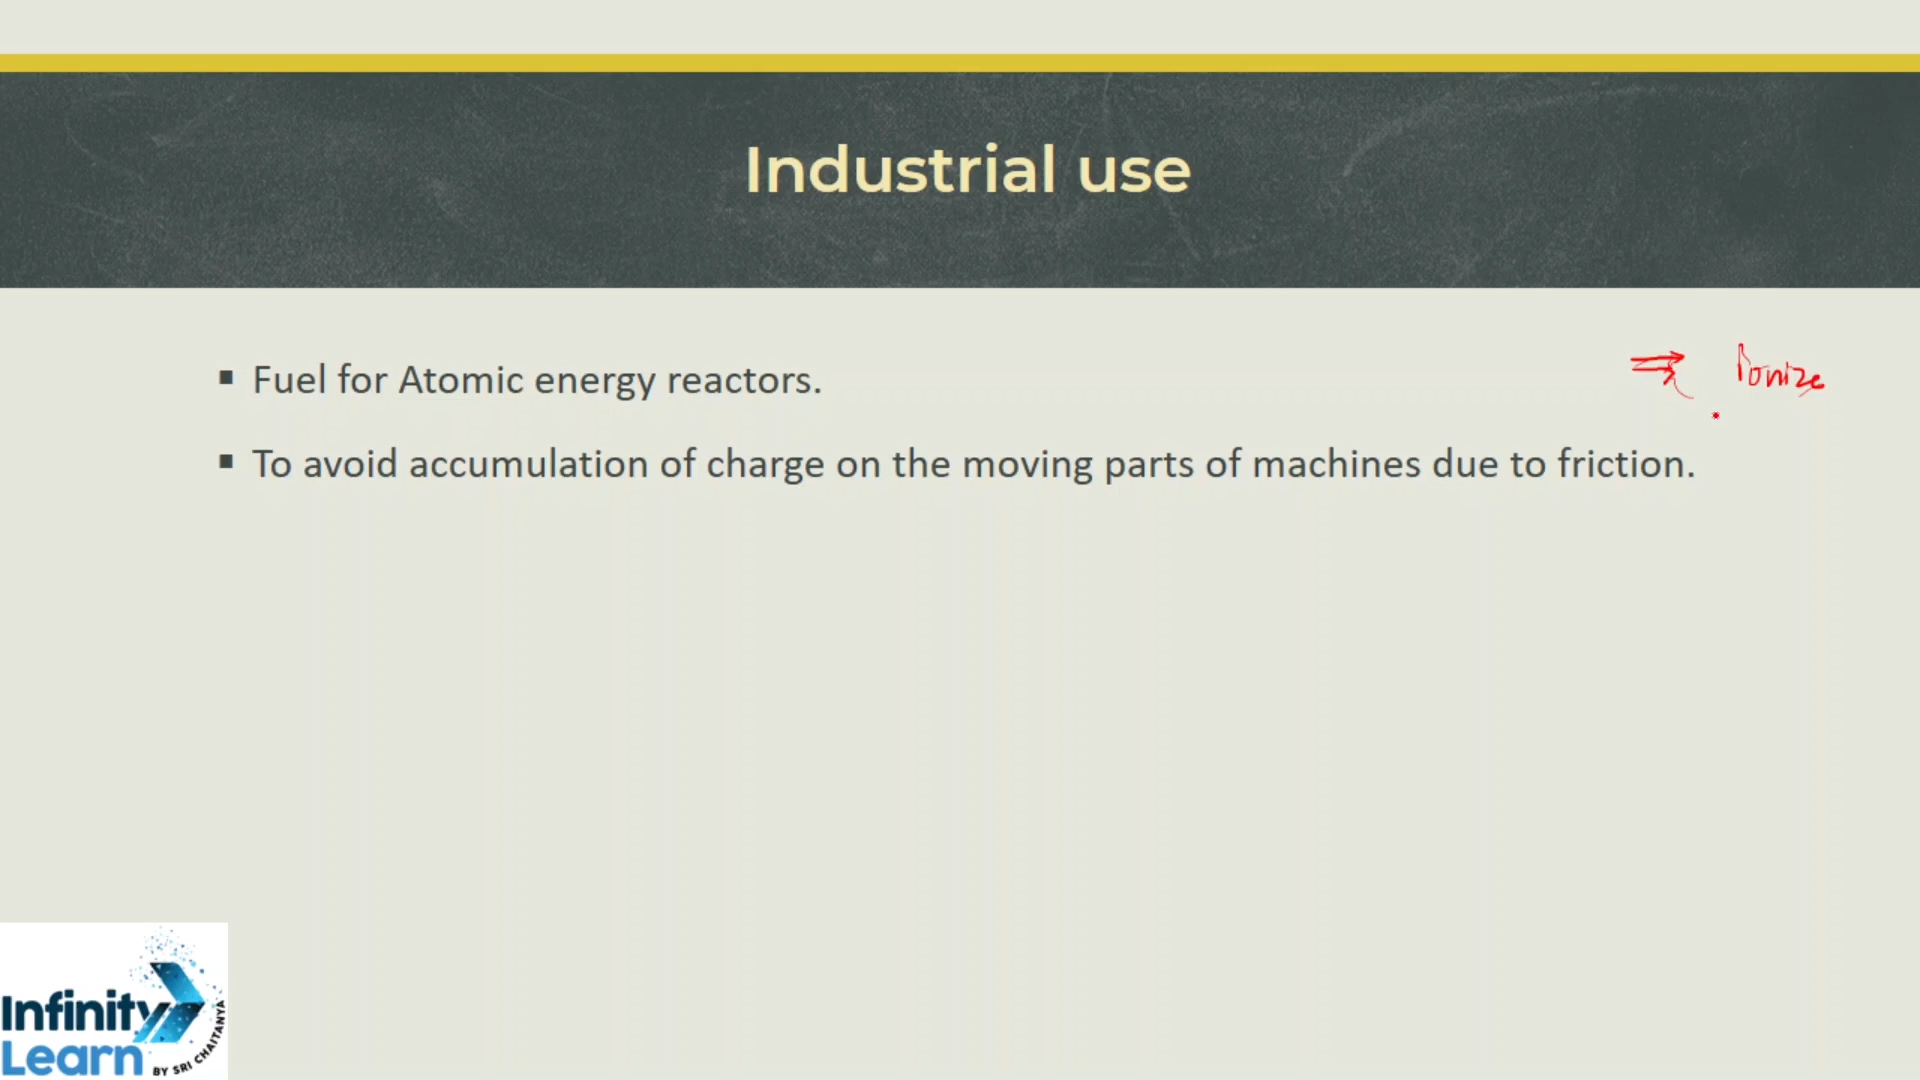 Industrial use
▪ Fuel for Atomic energy reactors.
Ionize
▪ To avoid accumulation of charge on the moving parts of machines due to friction.
Infinity
Learn
BY SRI CHAITANYA